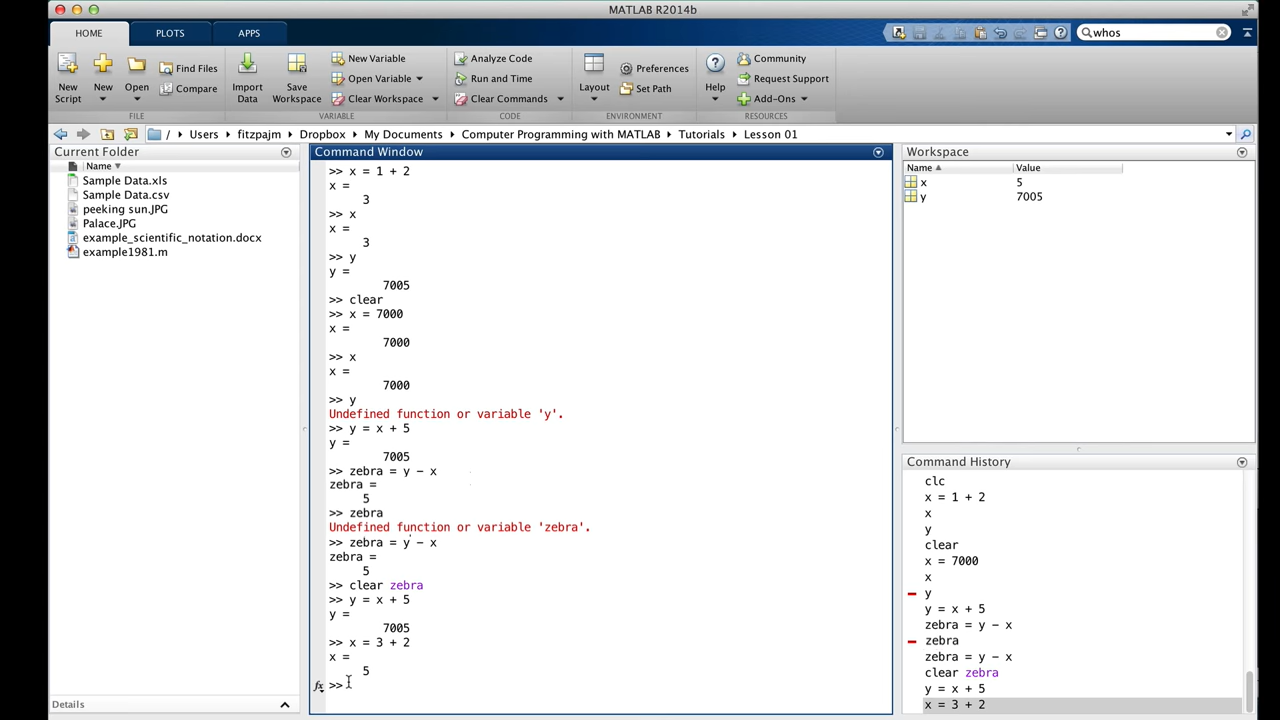 MATLAB R2014b
HOME
PLOTS
APPS
whos
New Script
New
Open
Find Files
Compare
FILE
Import Data
Save Workspace
New Variable
Open Variable
Clear Workspace
VARIABLE
Analyze Code
Run and Time
Clear Commands
CODE
Layout
Preferences
Set Path
ENVIRONMENT
Help
Community
Request Support
Add-Ons
RESOURCES
/ Users fitzpajm Dropbox My Documents Computer Programming with MATLAB Tutorials Lesson 01
Current Folder
Name
Sample Data.xls
Sample Data.csv
peeking sun.JPG
Palace.JPG
example_scientific_notation.docx
example1981.m
Details
Command Window
>> x = 1 + 2
x =
3
>> x
x =
3
>> y
y =
7005
>> clear
>> x = 7000
x =
7000
>> x
x =
7000
>> y
Undefined function or variable 'y'.
>> y = x + 5
y =
7005
>> zebra = y - x
zebra =
5
>> zebra
Undefined function or variable 'zebra'.
>> zebra = y - x
zebra =
5
>> clear zebra
>> y = x + 5
y =
7005
>> x = 3 + 2
x =
5
fx >>
Workspace
Name Value
x 5
y 7005
Command History
clc
x = 1 + 2
x
y
clear
x = 7000
x
y
y = x + 5
zebra = y - x
zebra
zebra = y - x
clear zebra
y = x + 5
x = 3 + 2